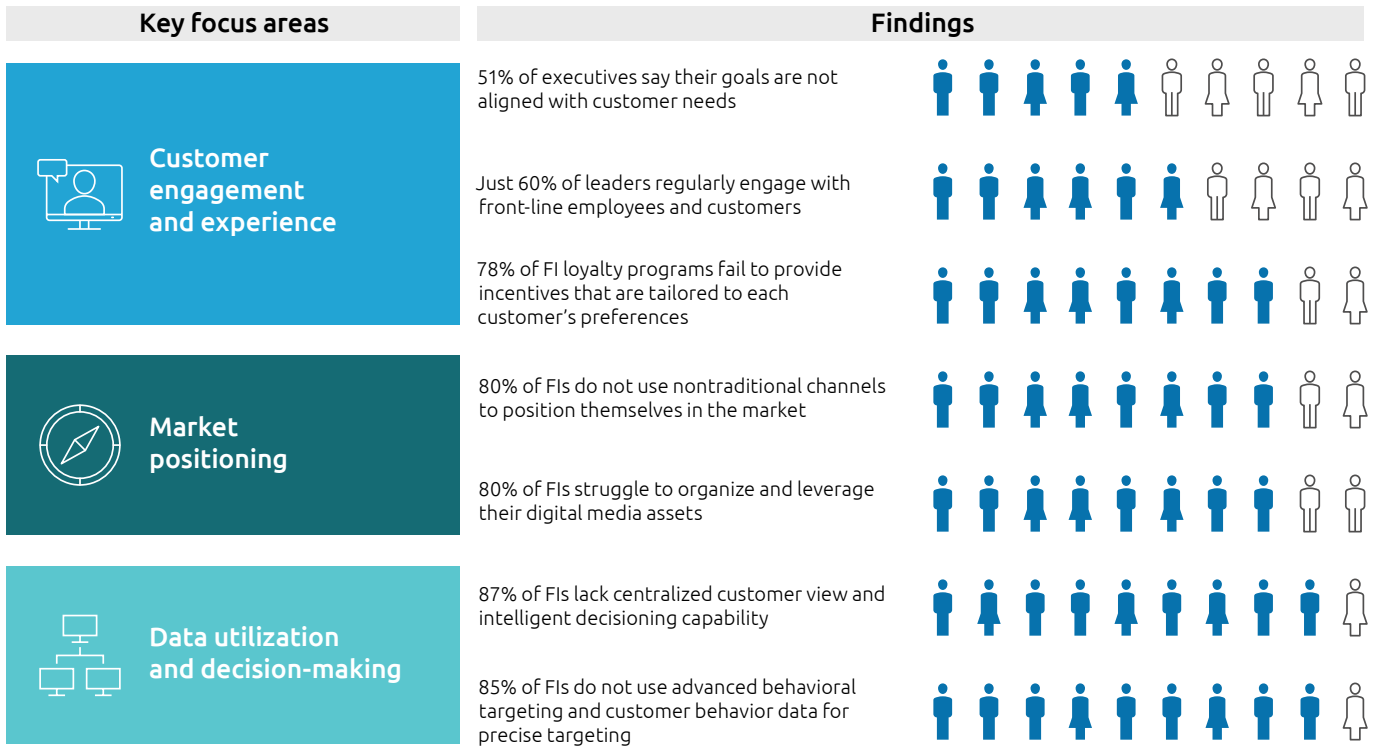 Key focus areas
Findings
Customer
engagement
and experience
51% of executives say their goals are not
aligned with customer needs
Just 60% of leaders regularly engage with
front-line employees and customers
78% of FI loyalty programs fail to provide
incentives that are tailored to each
customer’s preferences
Market
positioning
80% of FIs do not use nontraditional channels
to position themselves in the market
80% of FIs struggle to organize and leverage
their digital media assets
Data utilization
and decision-making
87% of FIs lack centralized customer view and
intelligent decisioning capability
85% of FIs do not use advanced behavioral
targeting and customer behavior data for
precise targeting